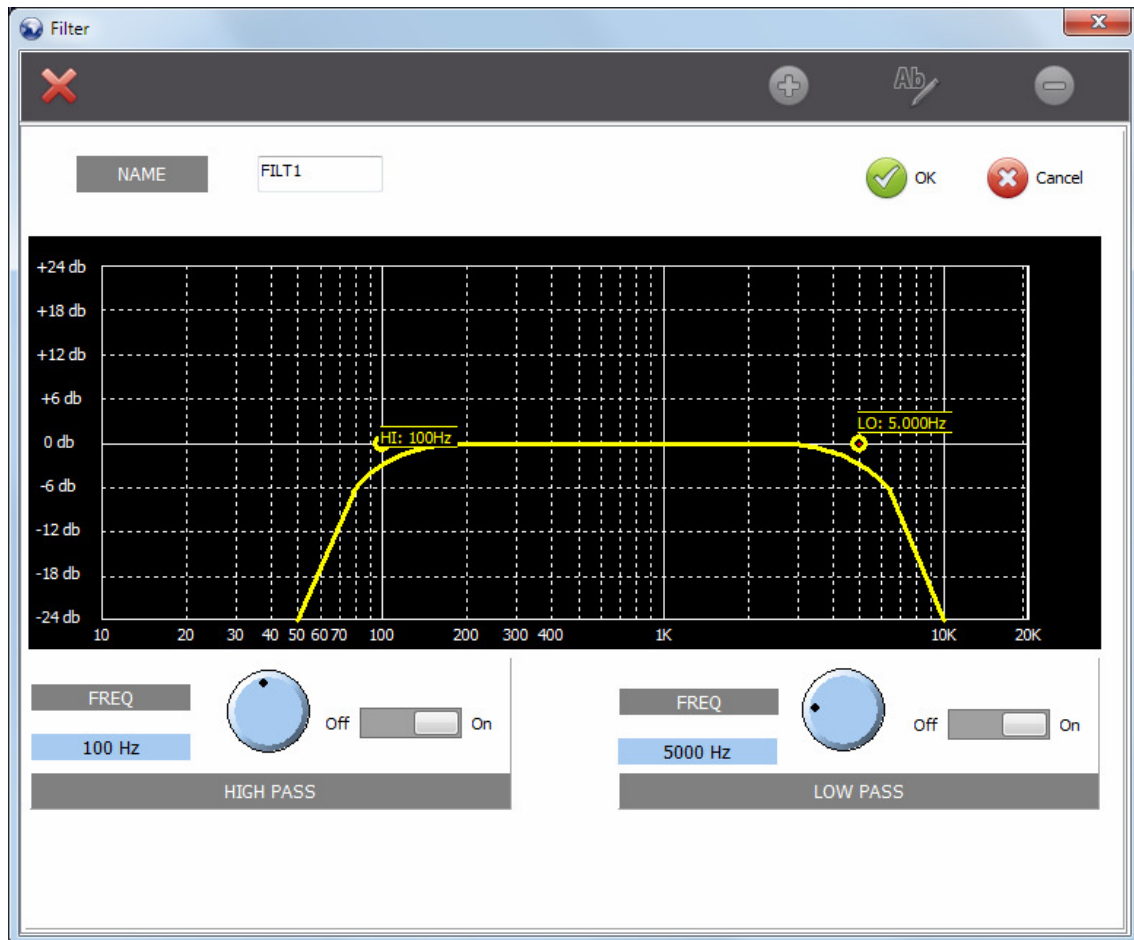 Filter
Ab
NAME FILT1 OK Cancel
+24 db
+18 db
+12 db
+6 db
LO: 5.000Hz
HI: 100Hz
0 db
-6 db
-12 db
-18 db
-24 db
10 20 30 40 50 60 70 100 200 300 400 1K 10K 20K
FREQ
Off On
100 Hz
HIGH PASS
FREQ
Off On
5000 Hz
LOW PASS